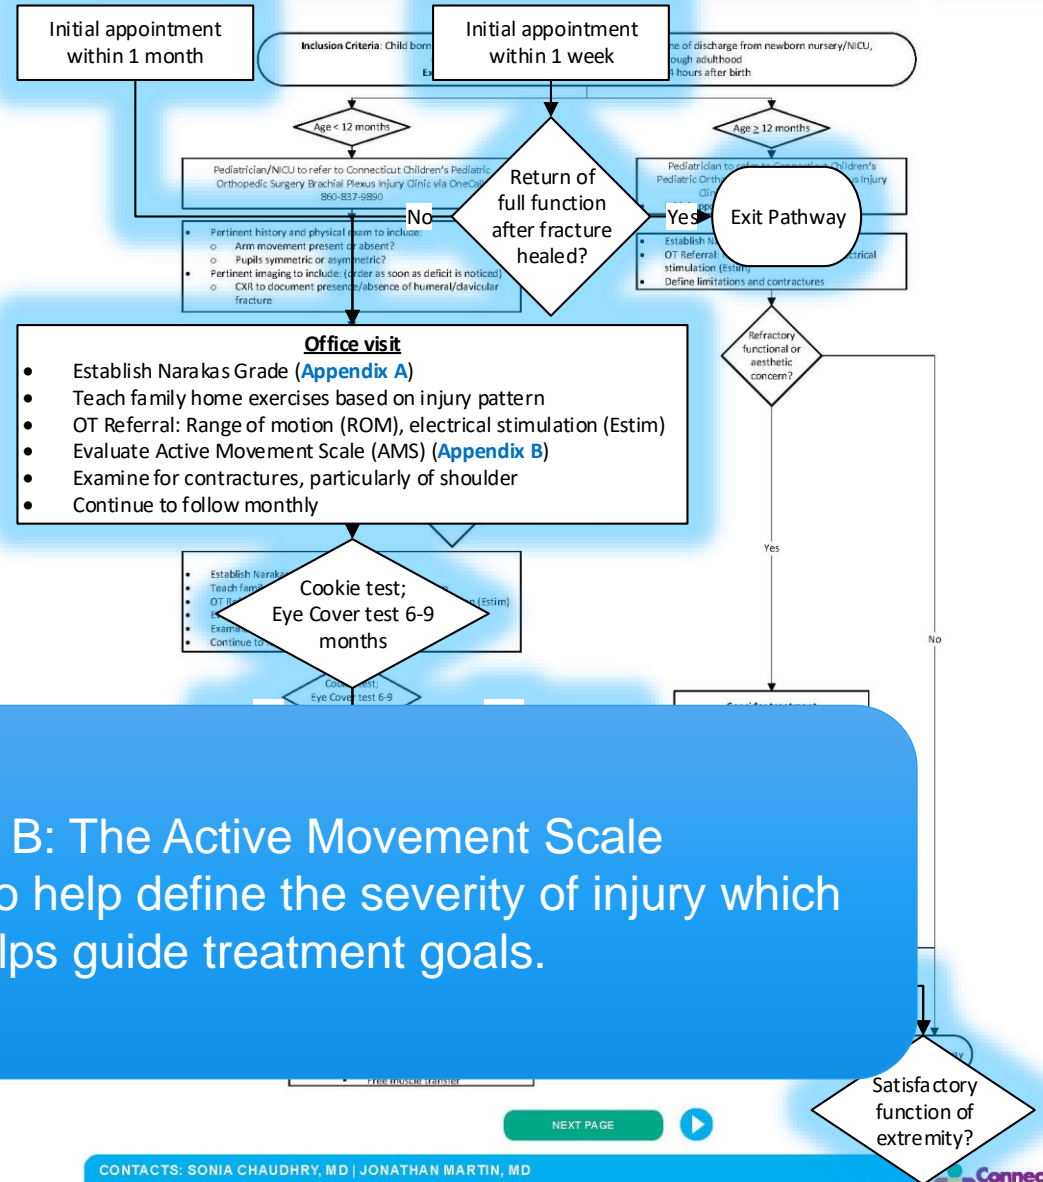 Initial appointment
within 1 month
Initial appointment
within 1 week
Inclusion Criteria: Child born
of discharge from newborn nursery/NICU,
adulthood
hours after birth
Age < 12 months
Age ≥ 12 months
Pediatrician/NICU to refer to Connecticut Children's Pediatric
Orthopedic Surgery Brachial Plexus Injury Clinic via OneCall
860-837-9890
Pediatrician to refer to Connecticut Children's
Pediatric Injury
Return of
full function
after fracture
healed?
No
Yes
Exit Pathway
• Pertinent history and physical exam to include:
o Arm movement present or absent?
o Pupils symmetric or asymmetric?
• Pertinent imaging to include: (order as soon as deficit is noticed)
o CXR to document presence/absence of humeral/clavicular
fracture
• Establish
• OT Referral:
stimulation (Estim)
• Define limitations and contractures
Refractory
functional or
aesthetic
concern?
Office visit
• Establish Narakas Grade (Appendix A)
• Teach family home exercises based on injury pattern
• OT Referral: Range of motion (ROM), electrical stimulation (Estim)
• Evaluate Active Movement Scale (AMS) (Appendix B)
• Examine for contractures, particularly of shoulder
• Continue to follow monthly
Yes
No
• Establish
• Teach
• OT (Estim)
•
•
• Continue to
Cookie test;
Eye Cover test 6-9
months
Eye Cover test 6-9
B: The Active Movement Scale
help define the severity of injury which
guide treatment goals.
Free muscle transfer
Satisfactory
function of
extremity?
NEXT PAGE
CONTACTS: SONIA CHAUDHRY, MD | JONATHAN MARTIN, MD